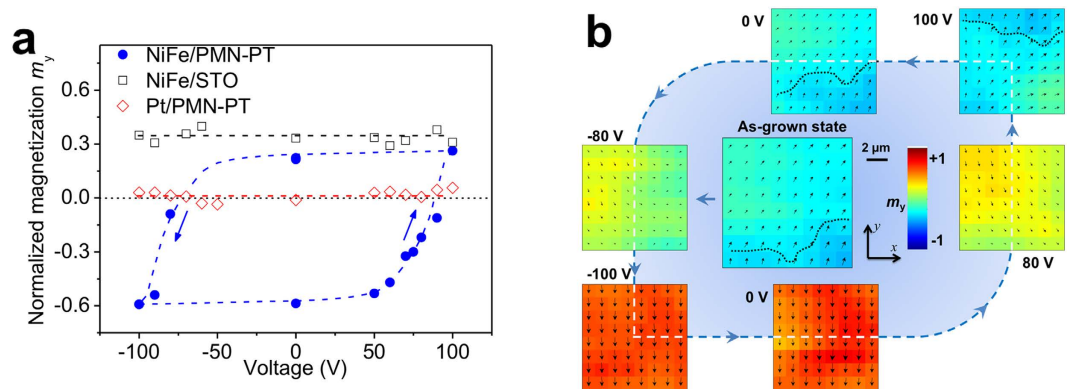 a
Normalized magnetization my
0.6
0.3
0.0
-0.3
-0.6
NiFe/PMN-PT
NiFe/STO
Pt/PMN-PT
-100
-50
0
50
100
Voltage (V)
b
0 V
100 V
-80 V
As-grown state
2 μm
+1
my
-1
y
x
80 V
-100 V
0 V